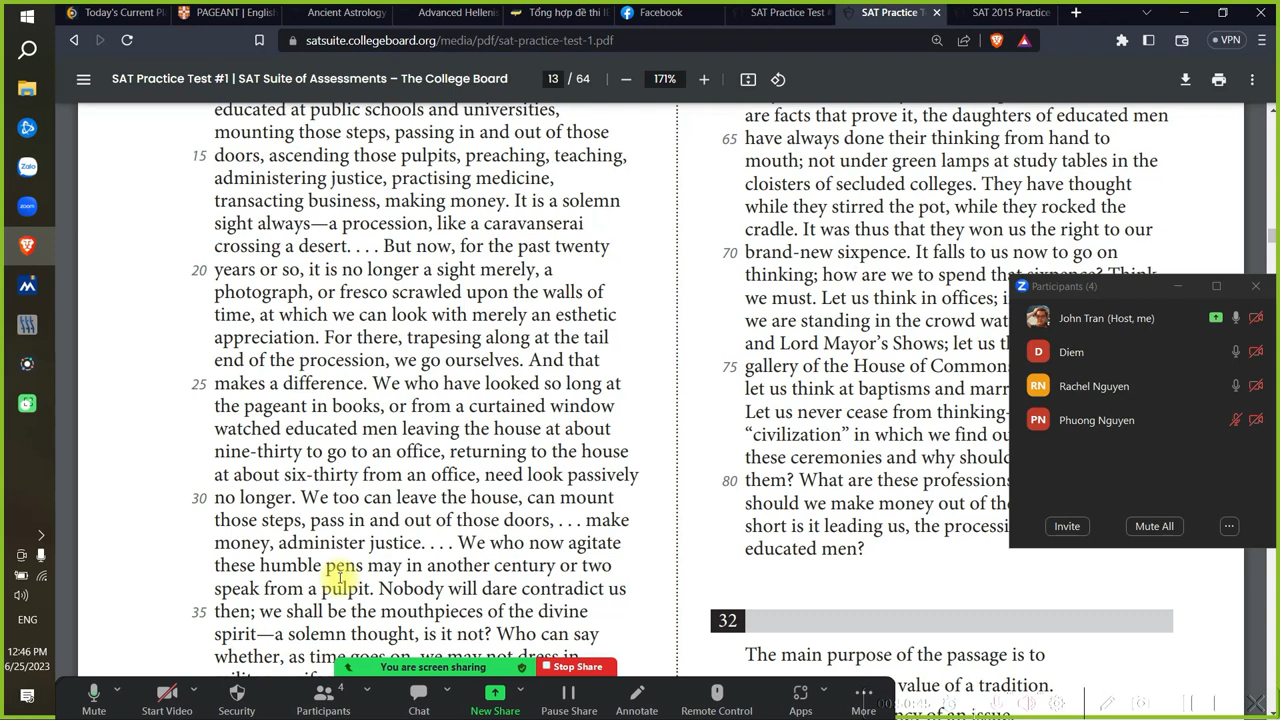 Today's Current Pl
PAGEANT | English
Ancient Astrology
Advanced Hellenis
Tổng hợp đề thi IE
Facebook
SAT Practice Test #
SAT Practice T
SAT 2015 Practice
satsuite.collegeboard.org/media/pdf/sat-practice-test-1.pdf
VPN
SAT Practice Test #1 | SAT Suite of Assessments – The College Board
13 / 64
171%
educated at public schools and universities,
mounting those steps, passing in and out of those
15 doors, ascending those pulpits, preaching, teaching,
administering justice, practising medicine,
transacting business, making money. It is a solemn
sight always—a procession, like a caravanserai
crossing a desert. . . . But now, for the past twenty
20 years or so, it is no longer a sight merely, a
photograph, or fresco scrawled upon the walls of
time, at which we can look with merely an esthetic
appreciation. For there, trapesing along at the tail
end of the procession, we go ourselves. And that
25 makes a difference. We who have looked so long at
the pageant in books, or from a curtained window
watched educated men leaving the house at about
nine-thirty to go to an office, returning to the house
at about six-thirty from an office, need look passively
30 no longer. We too can leave the house, can mount
those steps, pass in and out of those doors, . . . make
money, administer justice. . . . We who now agitate
these humble pens may in another century or two
speak from a pulpit. Nobody will dare contradict us
35 then; we shall be the mouthpieces of the divine
spirit—a solemn thought, is it not? Who can say
whether, as time goes on, we may not dress in
are facts that prove it, the daughters of educated men
65 have always done their thinking from hand to
mouth; not under green lamps at study tables in the
cloisters of secluded colleges. They have thought
while they stirred the pot, while they rocked the
cradle. It was thus that they won us the right to our
70 brand-new sixpence. It falls to us now to go on
thinking; how are we to spend that sixpence? Think
we must. Let us think in offices; i
we are standing in the crowd wat
and Lord Mayor's Shows; let us th
75 gallery of the House of Common
let us think at baptisms and marr
Let us never cease from thinking-
"civilization" in which we find ou
these ceremonies and why should
80 them? What are these professions
should we make money out of the
short is it leading us, the processi
educated men?
32
The main purpose of the passage is to
value of a tradition.
of an issue.
Participants (4)
John Tran (Host, me)
D Diem
RN Rachel Nguyen
PN Phuong Nguyen
Invite
Mute All
...
ENG
12:46 PM
6/25/2023
You are screen sharing
Stop Share
Mute
Start Video
Security
4
Participants
Chat
New Share
Pause Share
Annotate
Remote Control
Apps
More